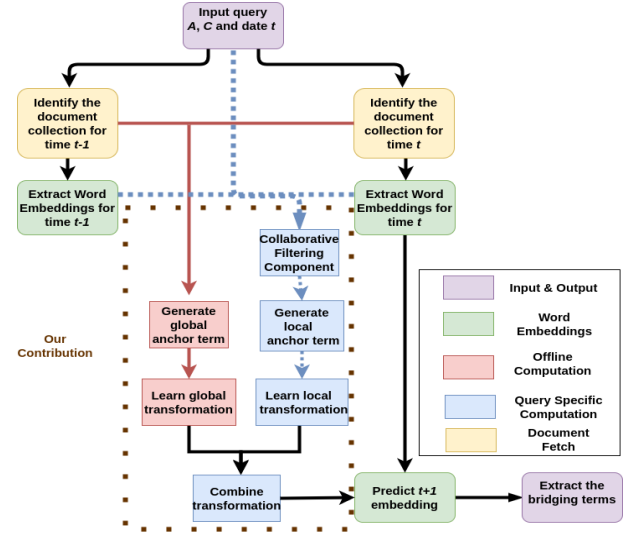 Input query
A, C and date t
Identify the
document
collection for
time t-1
Identify the
document
collection for
time t
Extract Word
Embeddings for
time t-1
Extract Word
Embeddings for
time t
Collaborative
Filtering
Component
Generate
global
anchor term
Generate
local
anchor term
Our
Contribution
Learn global
transformation
Learn local
transformation
Combine
transformation
Predict t+1
embedding
Extract the
bridging terms
Input & Output
Word
Embeddings
Offline
Computation
Query Specific
Computation
Document
Fetch